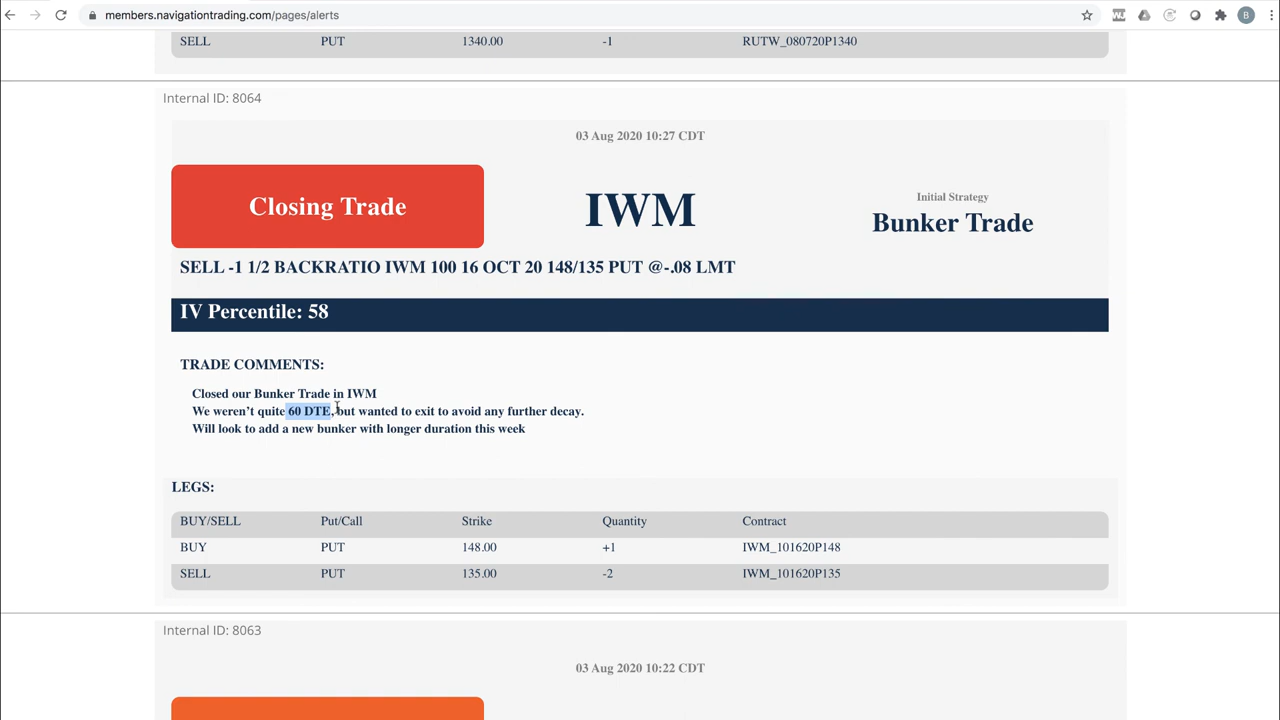 members.navigationtrading.com/pages/alerts
B
SELL PUT 1340.00 -1 RUTW_080720P1340
Internal ID: 8064
03 Aug 2020 10:27 CDT
Closing Trade
IWM
Initial Strategy
Bunker Trade
SELL -1 1/2 BACKRATIO IWM 100 16 OCT 20 148/135 PUT @-.08 LMT
IV Percentile: 58
TRADE COMMENTS:
Closed our Bunker Trade in IWM
We weren't quite 60 DTE, but wanted to exit to avoid any further decay.
Will look to add a new bunker with longer duration this week
LEGS:
BUY/SELL Put/Call Strike Quantity Contract
BUY PUT 148.00 +1 IWM_101620P148
SELL PUT 135.00 -2 IWM_101620P135
Internal ID: 8063
03 Aug 2020 10:22 CDT